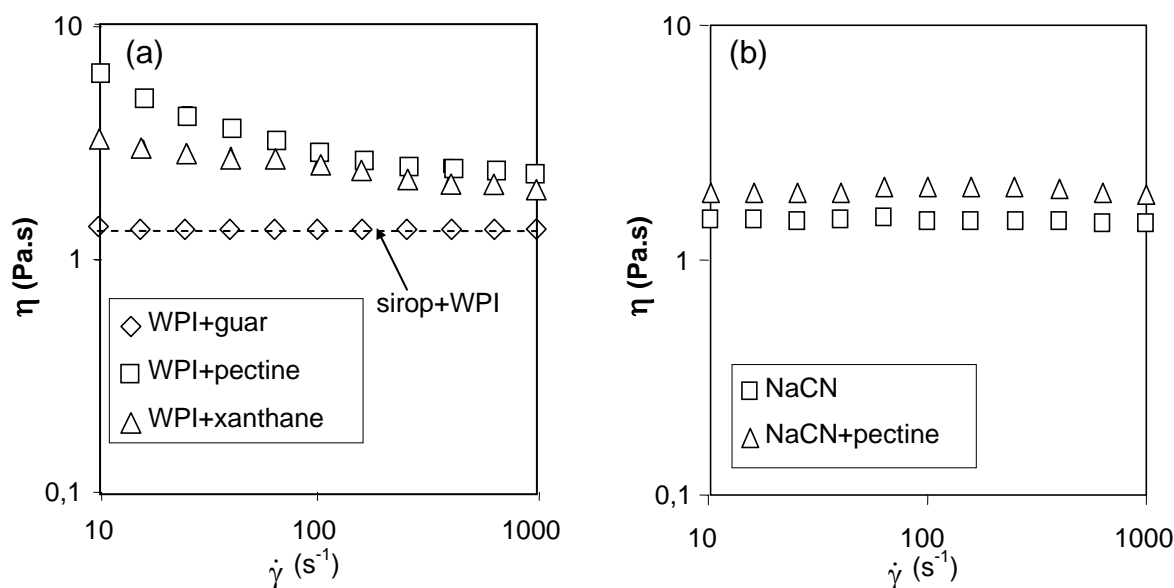 10
(a)
1
0,1
η (Pa.s)
sirop+WPI
WPI+guar
WPI+pectine
WPI+xanthane
10
100
1000
γ̇ (s⁻¹)
10
(b)
1
0,1
η (Pa.s)
NaCN
NaCN+pectine
10
100
1000
γ̇ (s⁻¹)